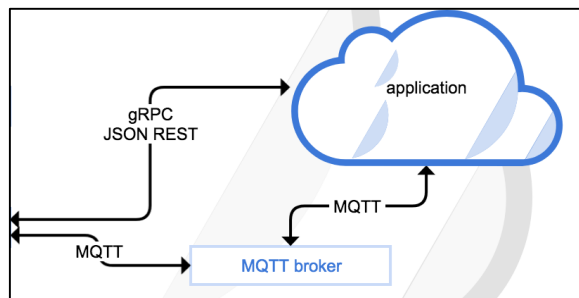 application
gRPC
JSON REST
MQTT
MQTT
MQTT broker